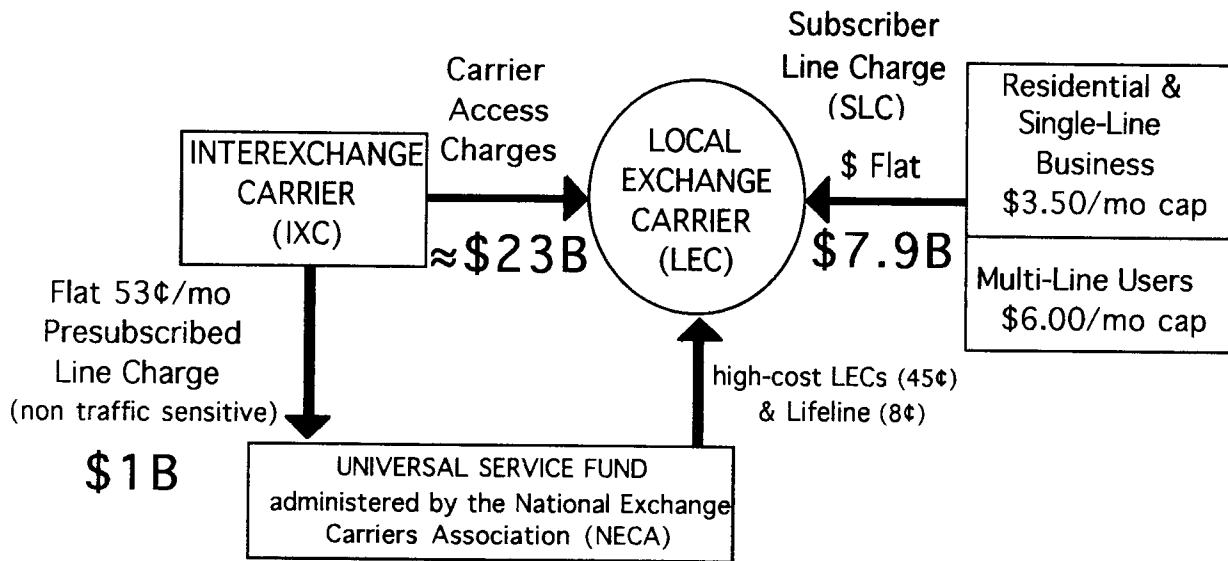 Carrier
Access
Charges
Subscriber
Line Charge
(SLC)
$ Flat
Residential &
Single-Line
Business
$3.50/mo cap
INTEREXCHANGE
CARRIER
(IXC)
LOCAL
EXCHANGE
CARRIER
(LEC)
≈$23B
$7.9B
Multi-Line Users
$6.00/mo cap
Flat 53¢/mo
Presubscribed
Line Charge
(non traffic sensitive)
$1B
high-cost LECs (45¢)
& Lifeline (8¢)
UNIVERSAL SERVICE FUND
administered by the National Exchange
Carriers Association (NECA)